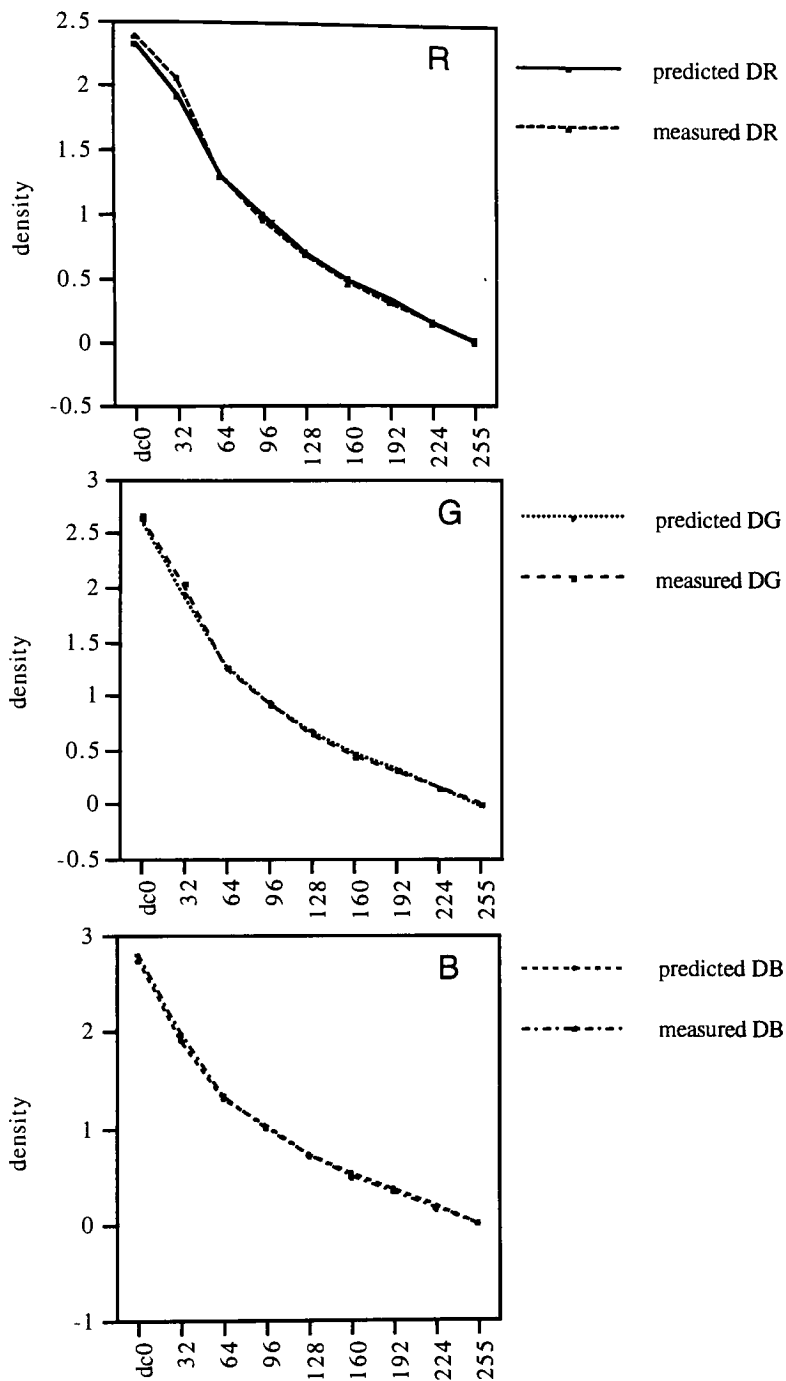 R
2.5
2
1.5
1
0.5
0
-0.5
density
dc0
32
64
96
128
160
192
224
255
predicted DR
measured DR
G
3
2.5
2
1.5
1
0.5
0
-0.5
density
dc0
32
64
96
128
160
192
224
255
predicted DG
measured DG
B
3
2
1
0
-1
density
dc0
32
64
96
128
160
192
224
255
predicted DB
measured DB